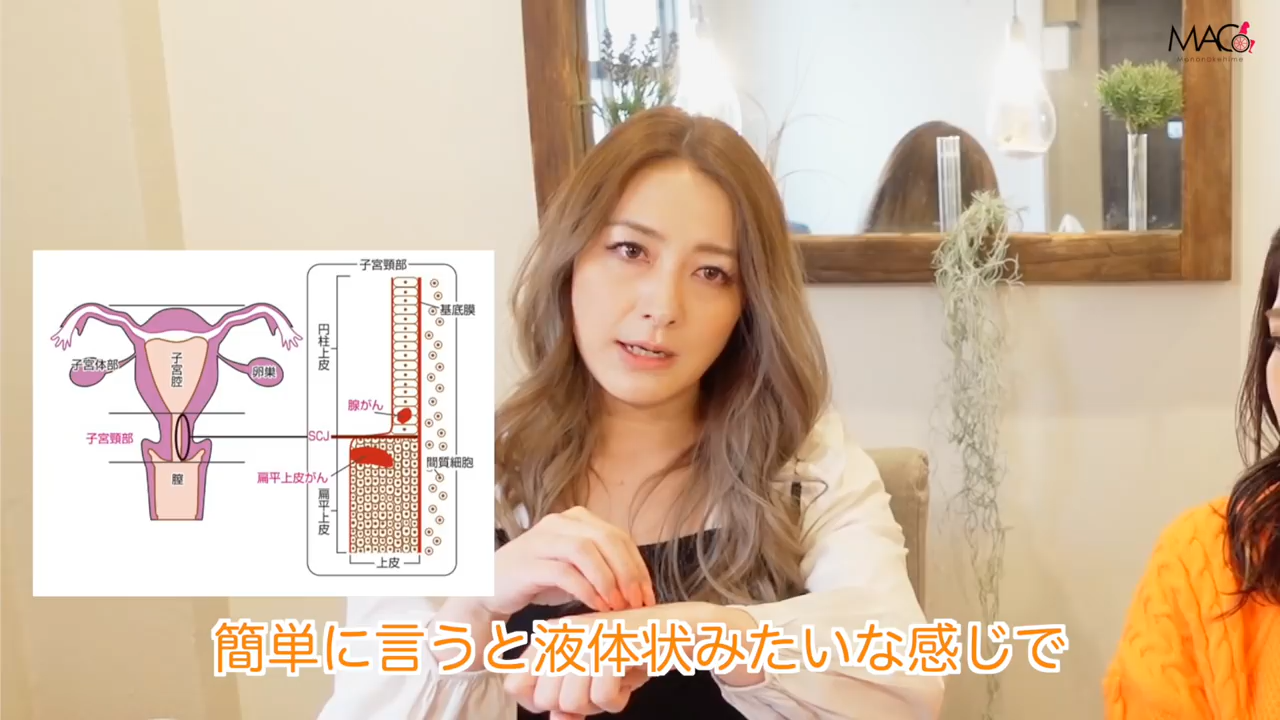 MACo
Mononokehime
子宮頸部
基底膜
円柱上皮
子宮体部
子宮腔
卵巣
腺がん
子宮頸部
SCJ
間質細胞
扁平上皮がん
膣
扁平上皮
上皮
簡単に言うと液体状みたいな感じで